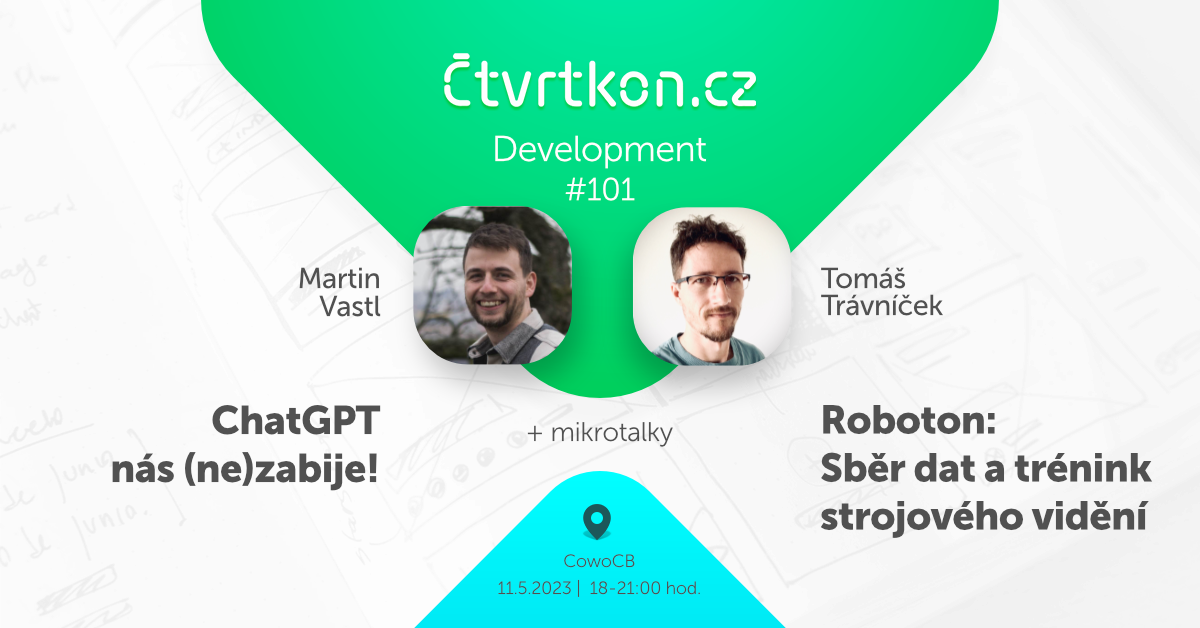 Čtvrtkon.cz
Development
#101
Martin
Vastl
Tomáš
Trávníček
ChatGPT
nás (ne)zabije!
+ mikrotalky
Roboton:
Sběr dat a trénink
strojového vidění
CowoCB
11.5.2023 | 18-21:00 hod.